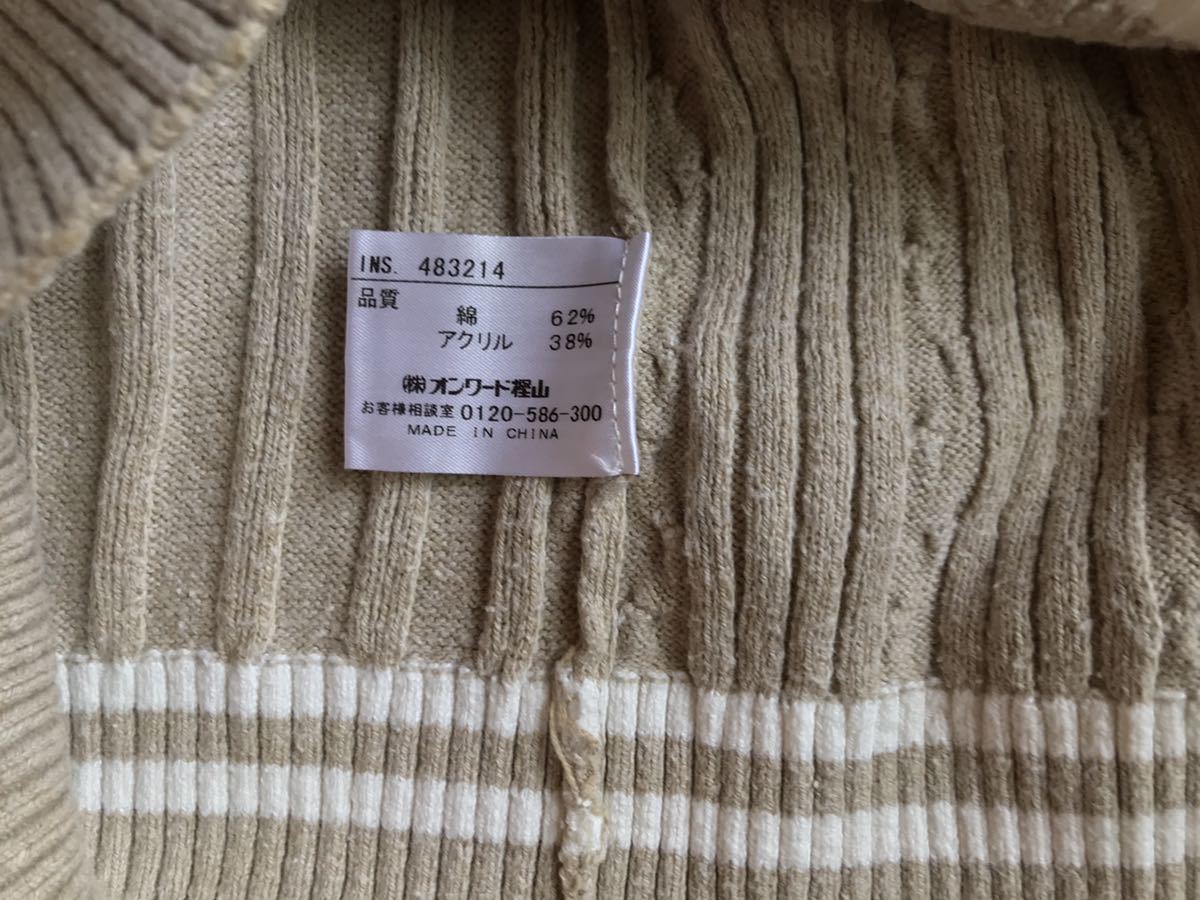 INS. 483214
品質
綿 62%
アクリル 38%
㈱オンワード樫山
お客様相談室 0120-586-300
MADE IN CHINA